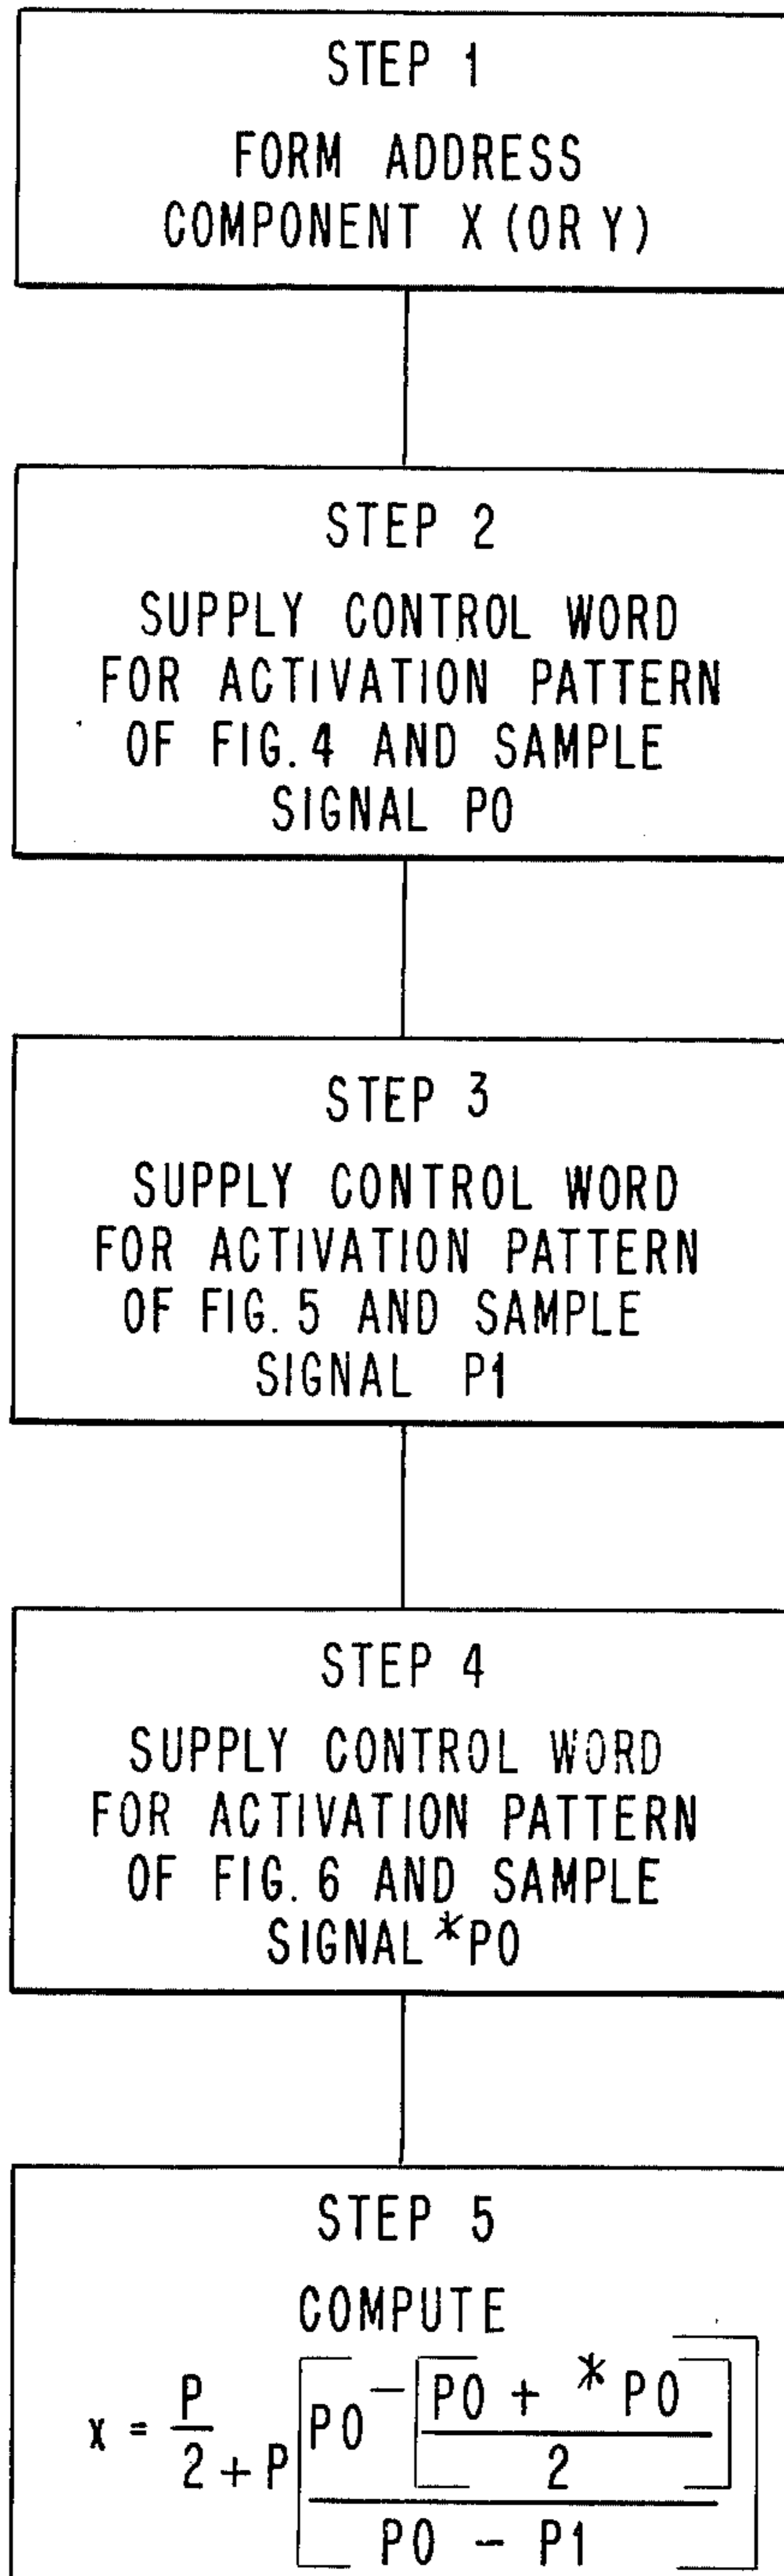 STEP 1
FORM ADDRESS
COMPONENT X (OR Y)
STEP 2
SUPPLY CONTROL WORD
FOR ACTIVATION PATTERN
OF FIG. 4 AND SAMPLE
SIGNAL P0
STEP 3
SUPPLY CONTROL WORD
FOR ACTIVATION PATTERN
OF FIG. 5 AND SAMPLE
SIGNAL P1
STEP 4
SUPPLY CONTROL WORD
FOR ACTIVATION PATTERN
OF FIG. 6 AND SAMPLE
SIGNAL *P0
STEP 5
COMPUTE
x = P/2 + P [ (P0 - [ (P0 + *P0)/2 ]) / (P0 - P1) ]